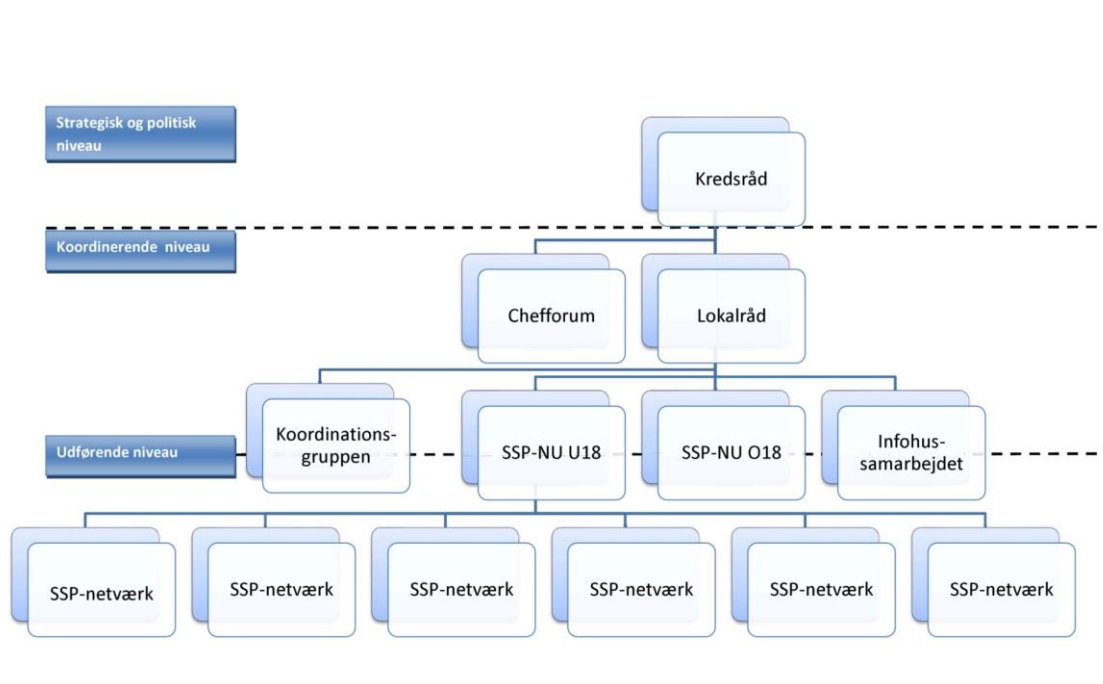 Strategisk og politisk
niveau
Kredsråd
Koordinerende niveau
Chefforum
Lokalråd
Koordinations-
gruppen
SSP-NU U18
SSP-NU O18
Infohus-
samarbejdet
Udførende niveau
SSP-netværk
SSP-netværk
SSP-netværk
SSP-netværk
SSP-netværk
SSP-netværk